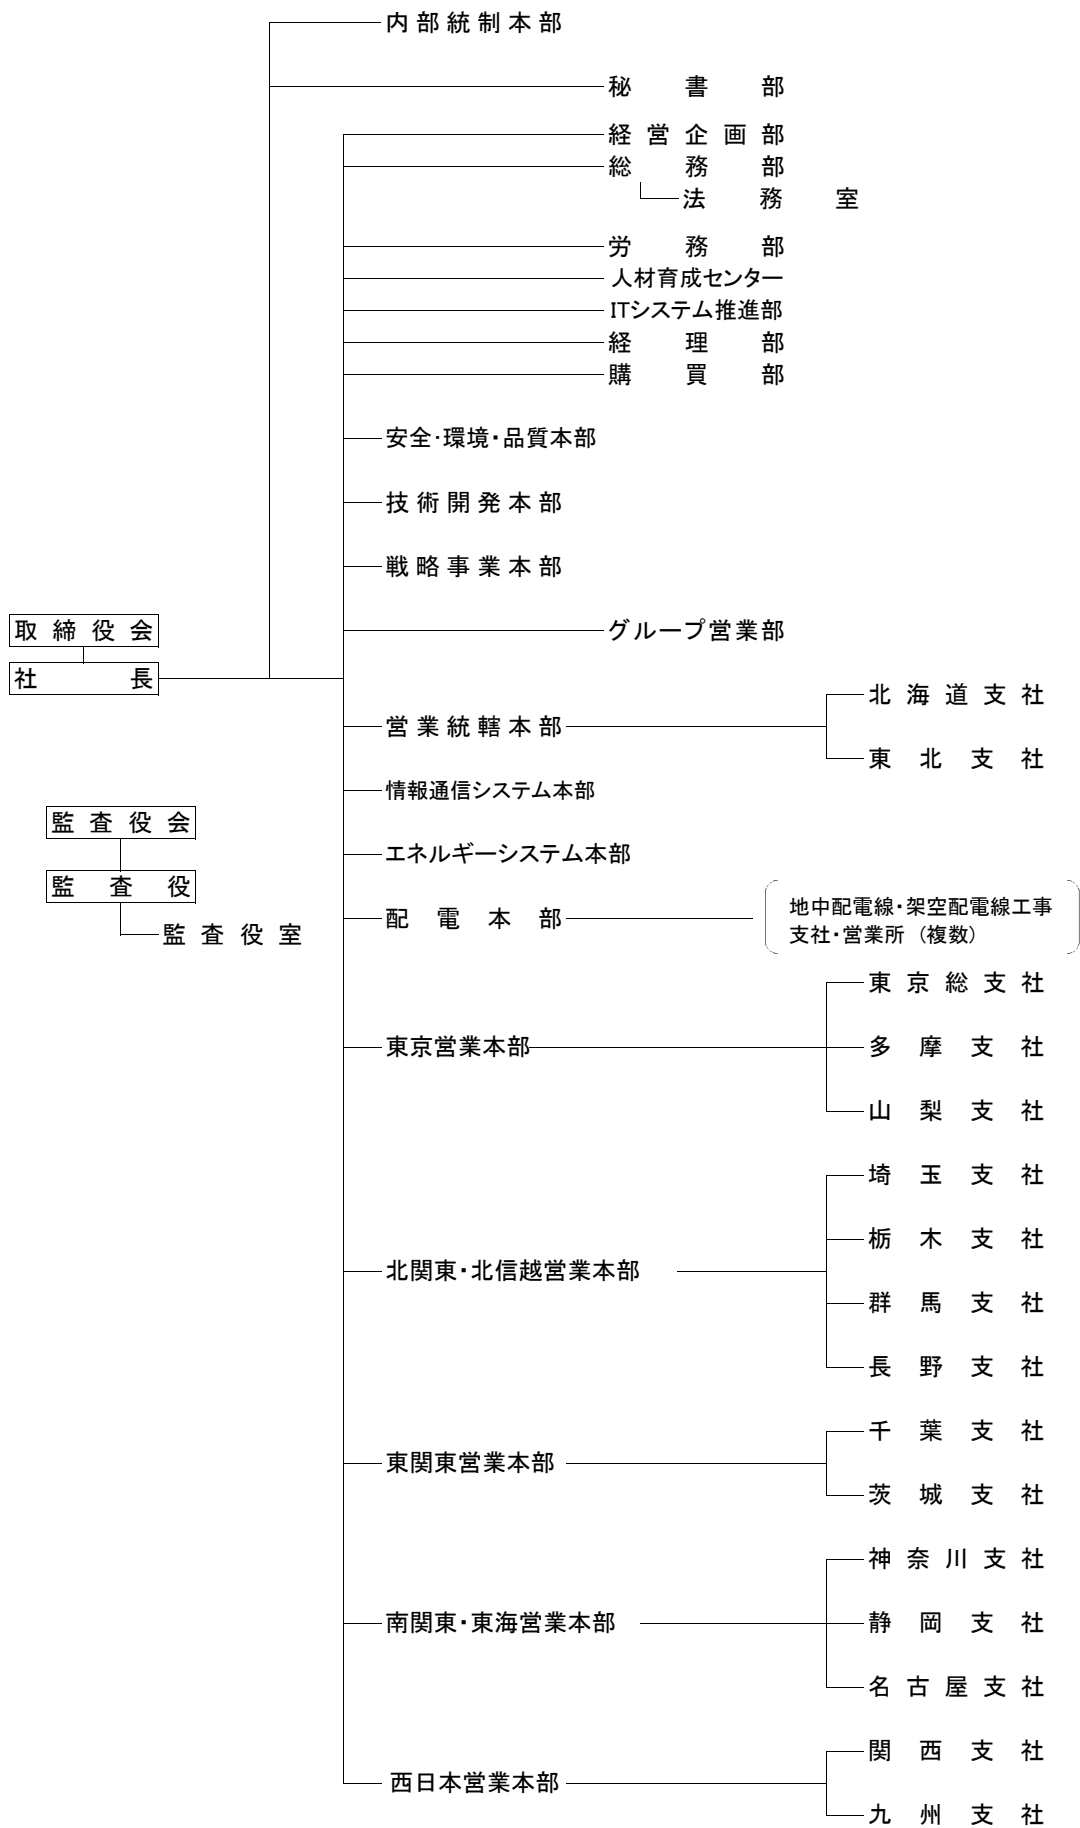 内部統制本部
秘書部
経営企画部
総務部
法務室
労務部
人材育成センター
ITシステム推進部
経理部
購買部
安全・環境・品質本部
技術開発本部
戦略事業本部
取締役会
グループ営業部
社長
北海道支社
営業統轄本部
東北支社
情報通信システム本部
監査役会
エネルギーシステム本部
監査役
地中配電線・架空配電線工事
配電本部
支社・営業所（複数）
監査役室
東京総支社
東京営業本部
多摩支社
山梨支社
埼玉支社
栃木支社
北関東・北信越営業本部
群馬支社
長野支社
千葉支社
東関東営業本部
茨城支社
神奈川支社
南関東・東海営業本部
静岡支社
名古屋支社
関西支社
西日本営業本部
九州支社